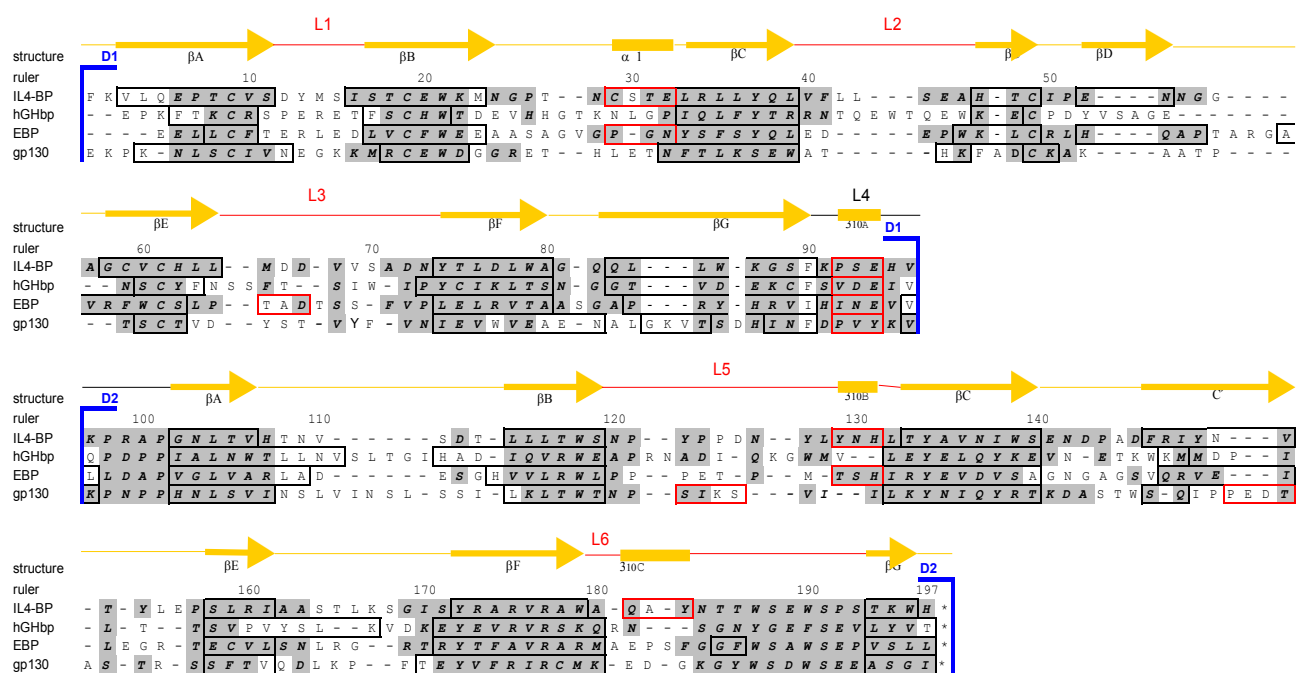 L1 L2
structure D1 βA βB α 1 βC βD
ruler 10 20 30 40 50
IL4-BP F K V L Q E P T C V S D Y M S I S T C E W K M N G P T - - N C S T E L R L L Y Q L V F L L - - - S E A H - T C I P E - - - - N N G G - - - -
hGHbp - - E P K F T K C R S P E R E T F S C H W T D E V H H G T K N L G P I Q L F Y T R R N T Q E W T Q E W K - E C P D Y V S A G E - - - - - - -
EBP - - - - E E L L C F T E R L E D L V C F W E E A A S A G V G P - G N Y S F S Y Q L E D - - - - - E P W K - L C R L H - - - - Q A P T A R G A
gp130 E K P K - N L S C I V N E G K K M R C E W D G G R E T - - H L E T N F T L K S E W A T - - - - - - H K F A D C K A K - - - - A A T P - - - -
L3 L4
structure βE βF βG 310A D1
ruler 60 70 80 90
IL4-BP A G C V C H L L - - M D D - V V S A D N Y T L D L W A G - Q Q L - - - L W - K G S F K P S E H V
hGHbp - - N S C Y F N S S F T - - S I W - I P Y C I K L T S N - G G T - - - V D - E K C F S V D E I V
EBP V R F W C S L P - - T A D T S S - F V P L E L R V T A A S G A P - - - R Y - H R V I H I N E V V
gp130 - - T S C T V D - - Y S T - V Y F - V N I E V W V E A E - N A L G K V T S D H I N F D P V Y K V
L5
structure D2 βA βB 310B βC C'
ruler 100 110 120 130 140
IL4-BP K P R A P G N L T V H T N V - - - - - - S D T - L L L T W S N P - - Y P P D N - - Y L Y N H L T Y A V N I W S E N D P A D F R I Y N - - - V
hGHbp Q P D P P I A L N W T L L N V S L T G I H A D - I Q V R W E A P R N A D I - Q K G W M V - - L E Y E L Q Y K E V N - E T K W K M M D P - - I
EBP L L D A P V G L V A R L A D - - - - - - E S G H V V L R W L P P - - P E T - P - - M - T S H I R Y E V D V S A G N G A G S V Q R V E - - - I
gp130 K P N P P H N L S V I N S L V I N S L - S S I - L K L T W T N P - - S I K S - - - V I - - I L K Y N I Q Y R T K D A S T W S - Q I P P E D T
L6
structure βE βF 310C βG D2
ruler 160 170 180 190 197
IL4-BP - T - Y L E P S L R I A A S T L K S G I S Y R A R V R A W A - Q A - Y N T T W S E W S P S T K W H *
hGHbp - L - T - - T S V P V Y S L - - K V D K E Y E V R V R S K Q R N - - - S G N Y G E F S E V L Y V T *
EBP - L E G R - T E C V L S N L R G - - R T R Y T F A V R A R M A E P S F G G F W S A W S E P V S L L *
gp130 A S - T R - S S F T V Q D L K P - - F T E Y V F R I R C M K - E D - G K G Y W S D W S E E A S G I *